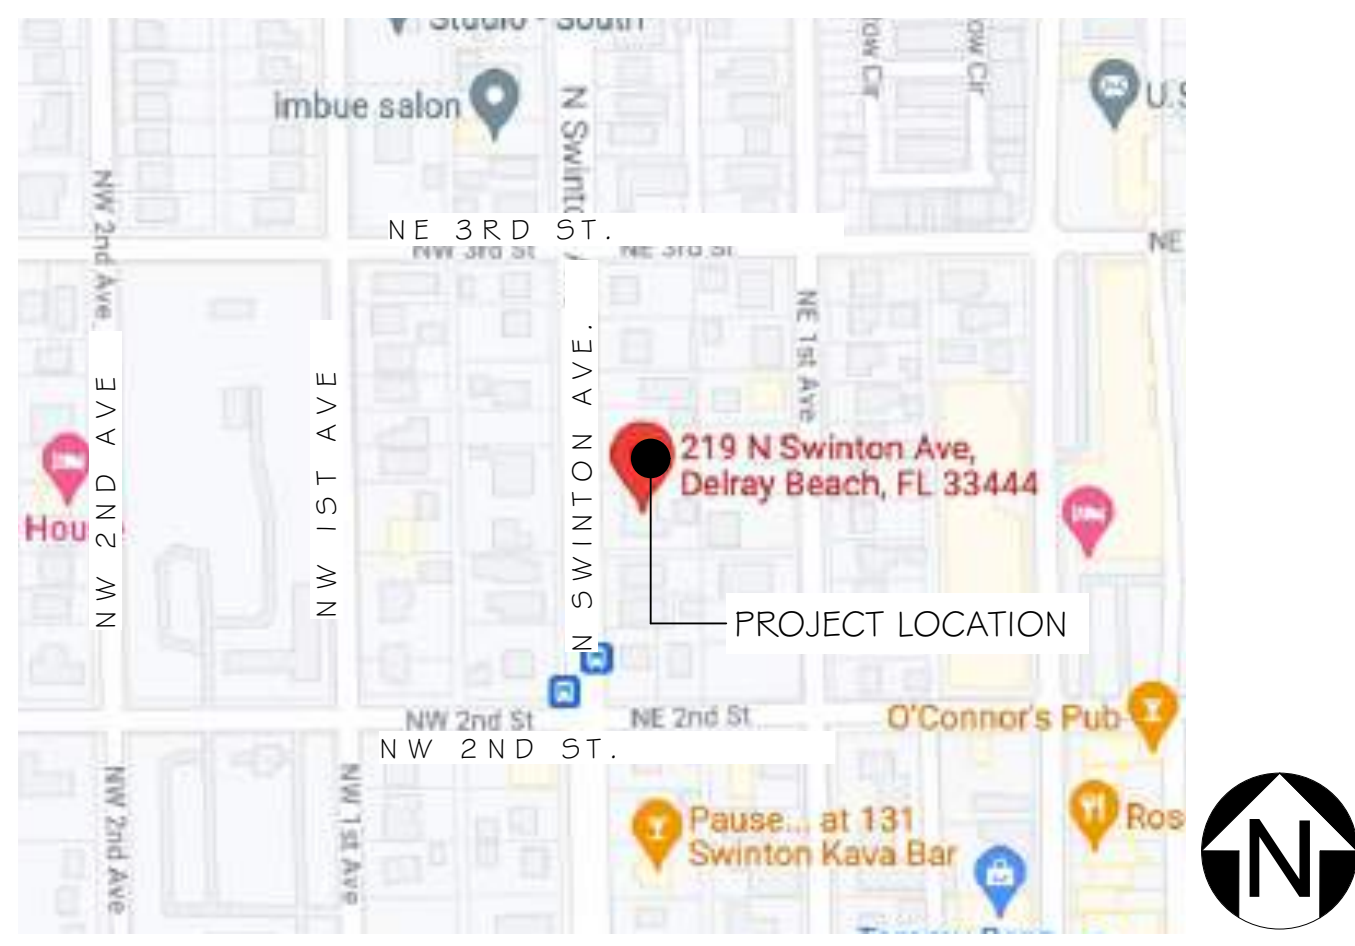 Studio - South
imbue salon
N Swinto
ow Cir
ow Cir
U.S
NW 2nd Ave
NE 3RD ST.
NW 3rd St
NE 3rd St
NE
NE 1st Ave
NW 2ND AVE
NW 1ST AVE
N SWINTON AVE.
219 N Swinton Ave,
Delray Beach, FL 33444
Hou
PROJECT LOCATION
NW 2nd St
NE 2nd St
O'Connor's Pub
NW 2ND ST.
NW 2nd Ave
NW 1st Ave
Pause... at 131
Swinton Kava Bar
Ros
N